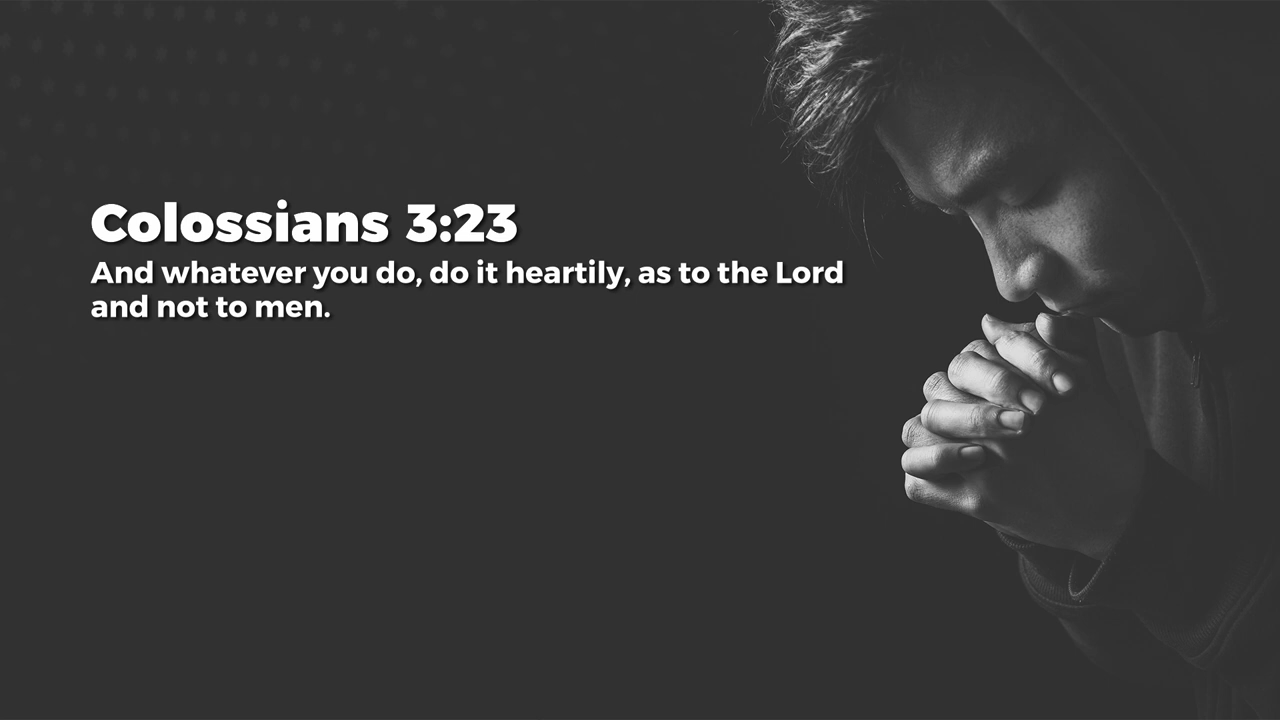 Colossians 3:23
And whatever you do, do it heartily, as to the Lord
and not to men.